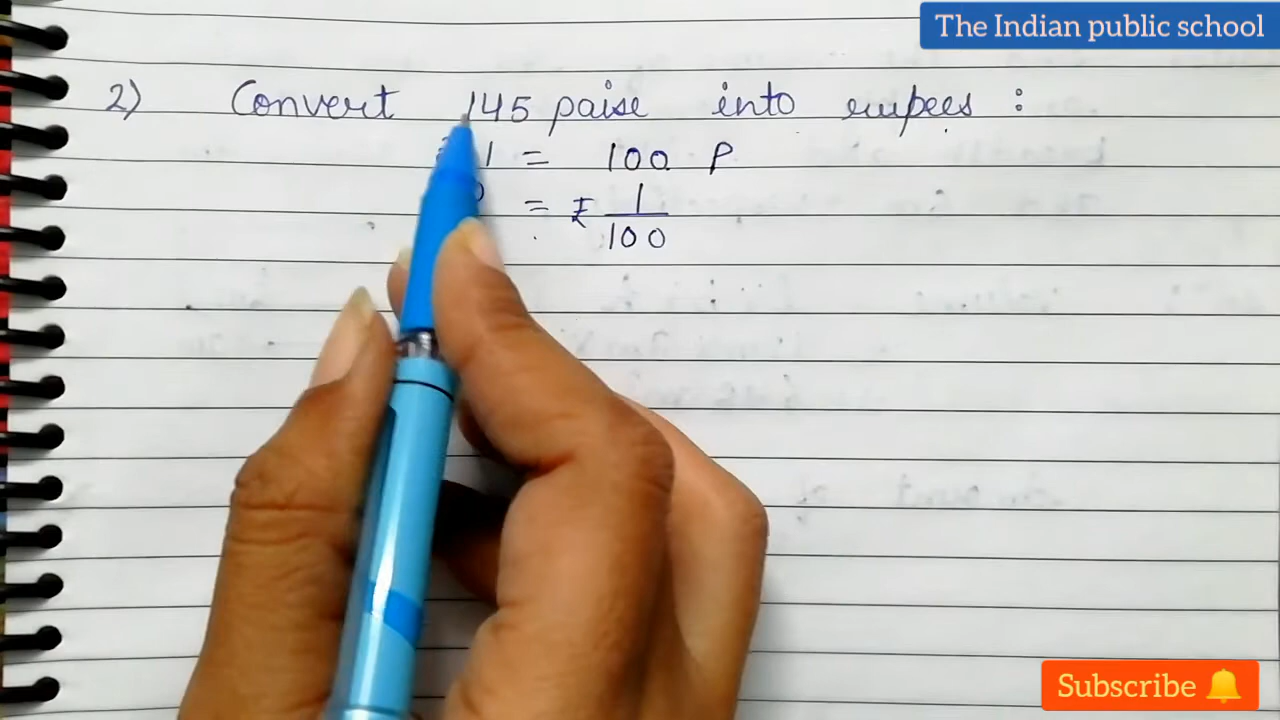 The Indian public school
2) Convert 145 paise into rupees :
1 = 100 P
= ₹ 1/100
Subscribe